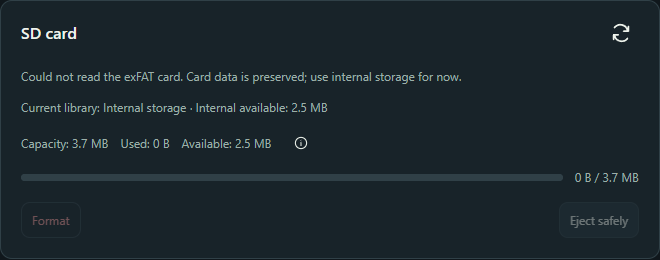 SD card
Could not read the exFAT card. Card data is preserved; use internal storage for now.
Current library: Internal storage · Internal available: 2.5 MB
Capacity: 3.7 MB Used: 0 B Available: 2.5 MB
0 B / 3.7 MB
Format Eject safely